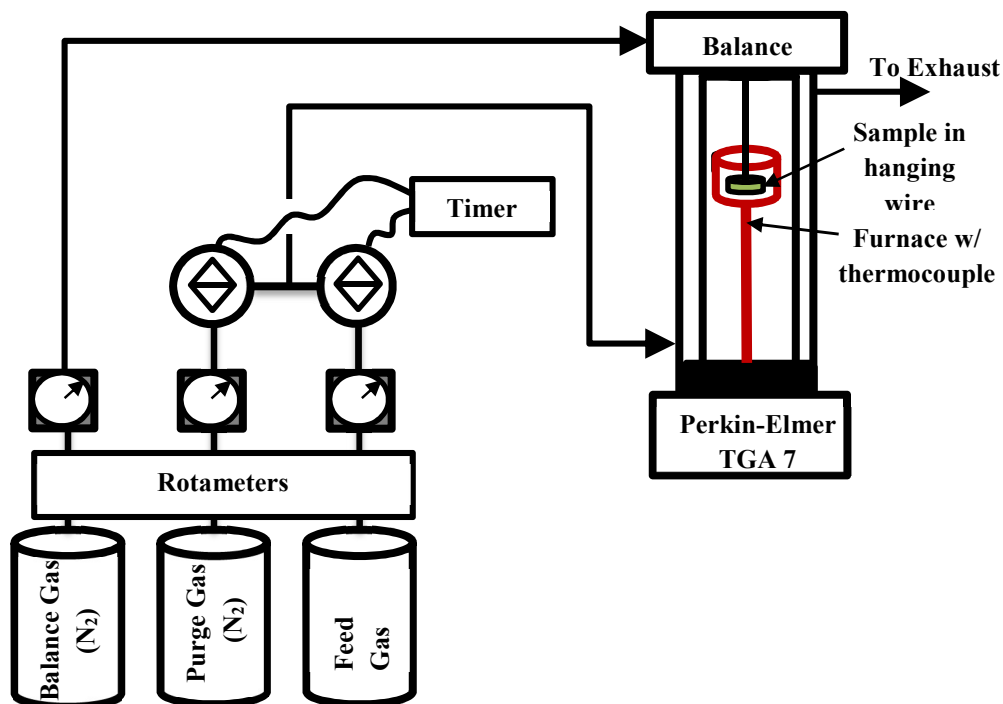 Balance
To Exhaust
Sample in
hanging
wire
Timer
Furnace w/
thermocouple
Perkin-Elmer
TGA 7
Rotameters
Balance Gas
(N₂)
Purge Gas
(N₂)
Feed
Gas